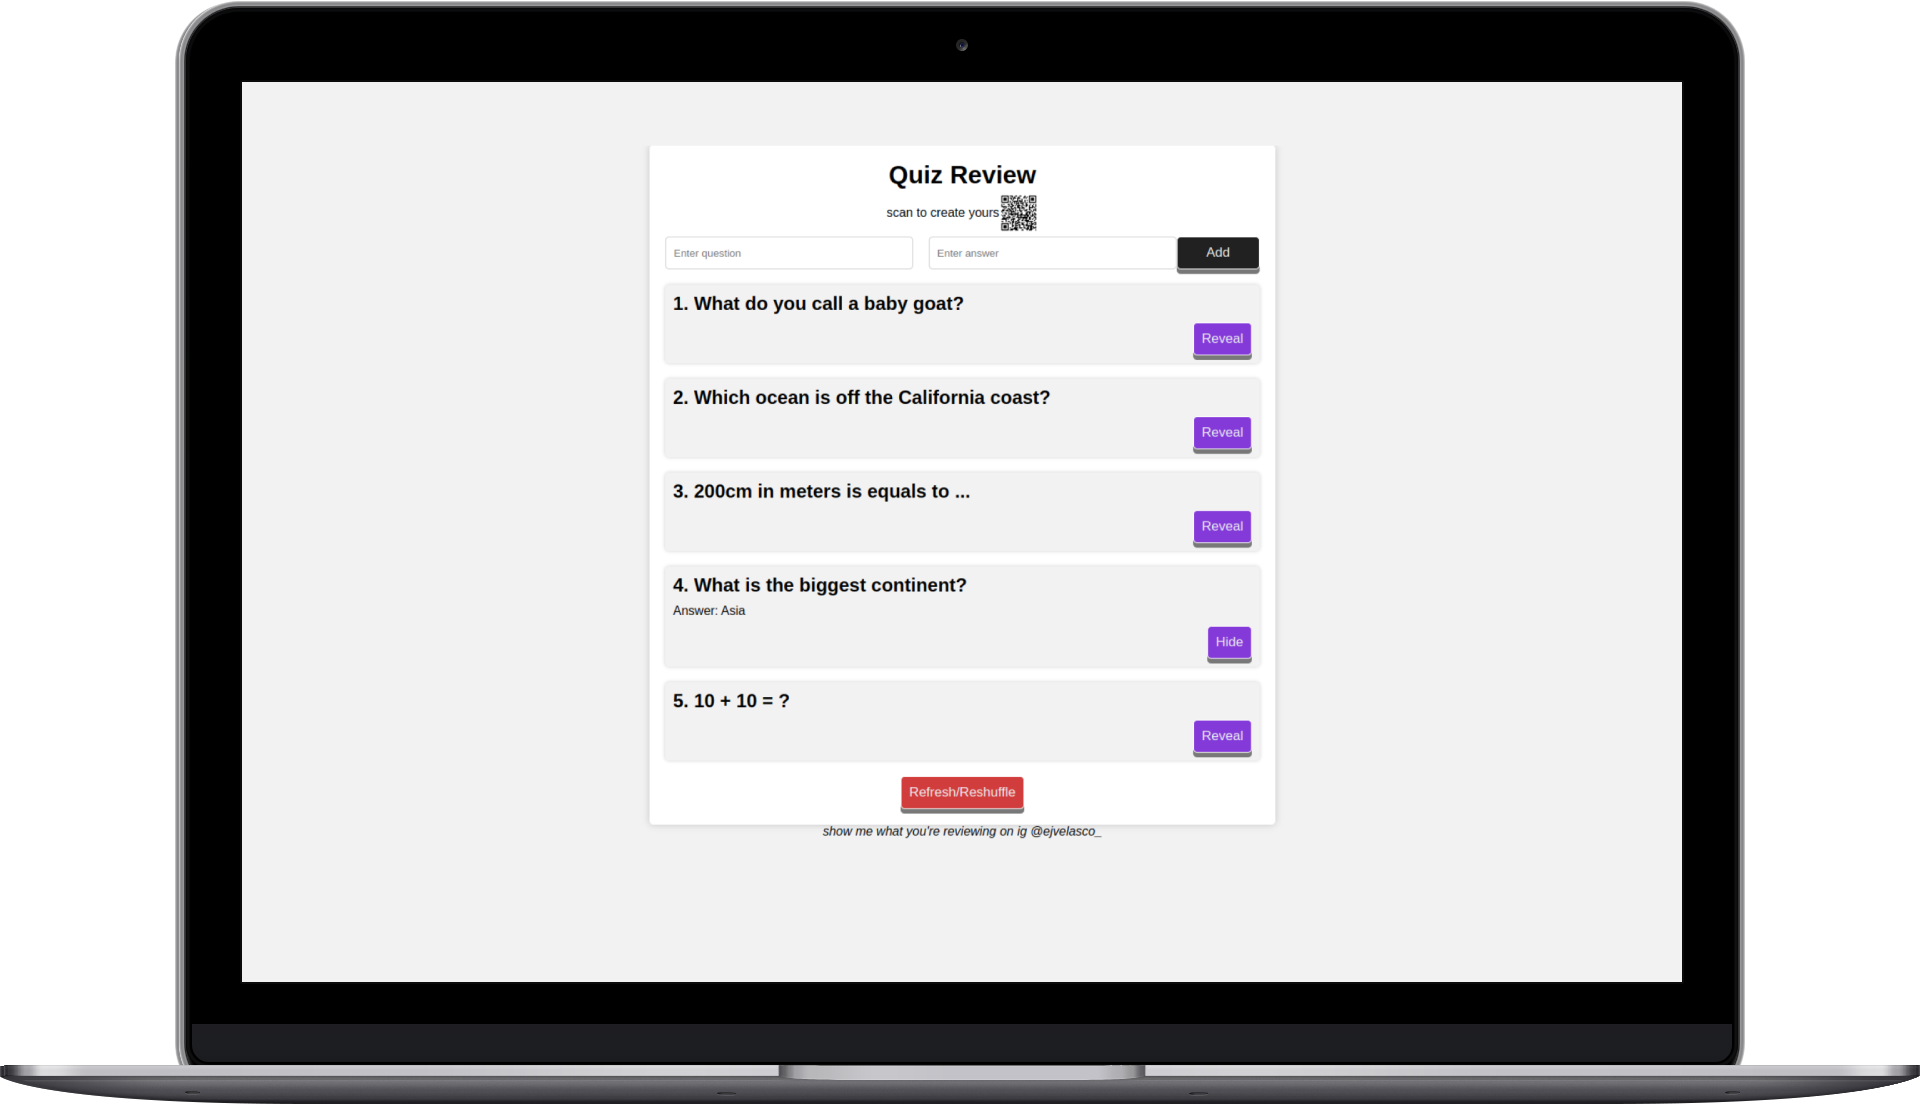 Quiz Review
scan to create yours
Enter question
Enter answer
Add
1. What do you call a baby goat?
Reveal
2. Which ocean is off the California coast?
Reveal
3. 200cm in meters is equals to ...
Reveal
4. What is the biggest continent?
Answer: Asia
Hide
5. 10 + 10 = ?
Reveal
Refresh/Reshuffle
show me what you're reviewing on ig @ejvelasco_